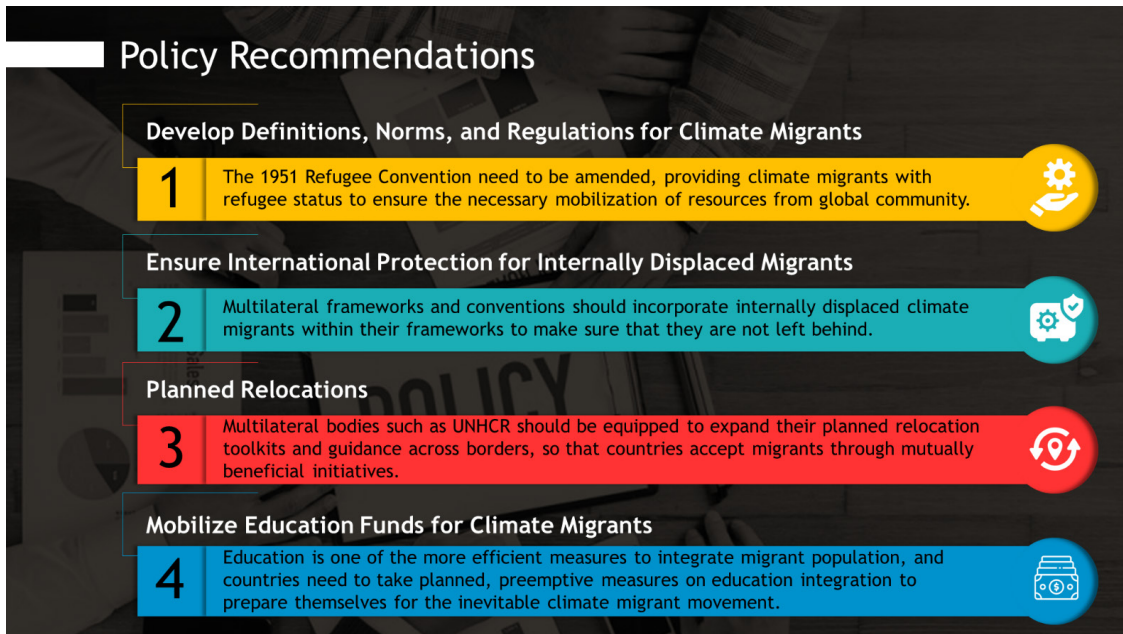 Policy Recommendations
Develop Definitions, Norms, and Regulations for Climate Migrants
1
The 1951 Refugee Convention need to be amended, providing climate migrants with
refugee status to ensure the necessary mobilization of resources from global community.
Ensure International Protection for Internally Displaced Migrants
2
Multilateral frameworks and conventions should incorporate internally displaced climate
migrants within their frameworks to make sure that they are not left behind.
Sales
POLICY
Planned Relocations
3
Multilateral bodies such as UNHCR should be equipped to expand their planned relocation
toolkits and guidance across borders, so that countries accept migrants through mutually
beneficial initiatives.
Mobilize Education Funds for Climate Migrants
4
Education is one of the more efficient measures to integrate migrant population, and
countries need to take planned, preemptive measures on education integration to
prepare themselves for the inevitable climate migrant movement.